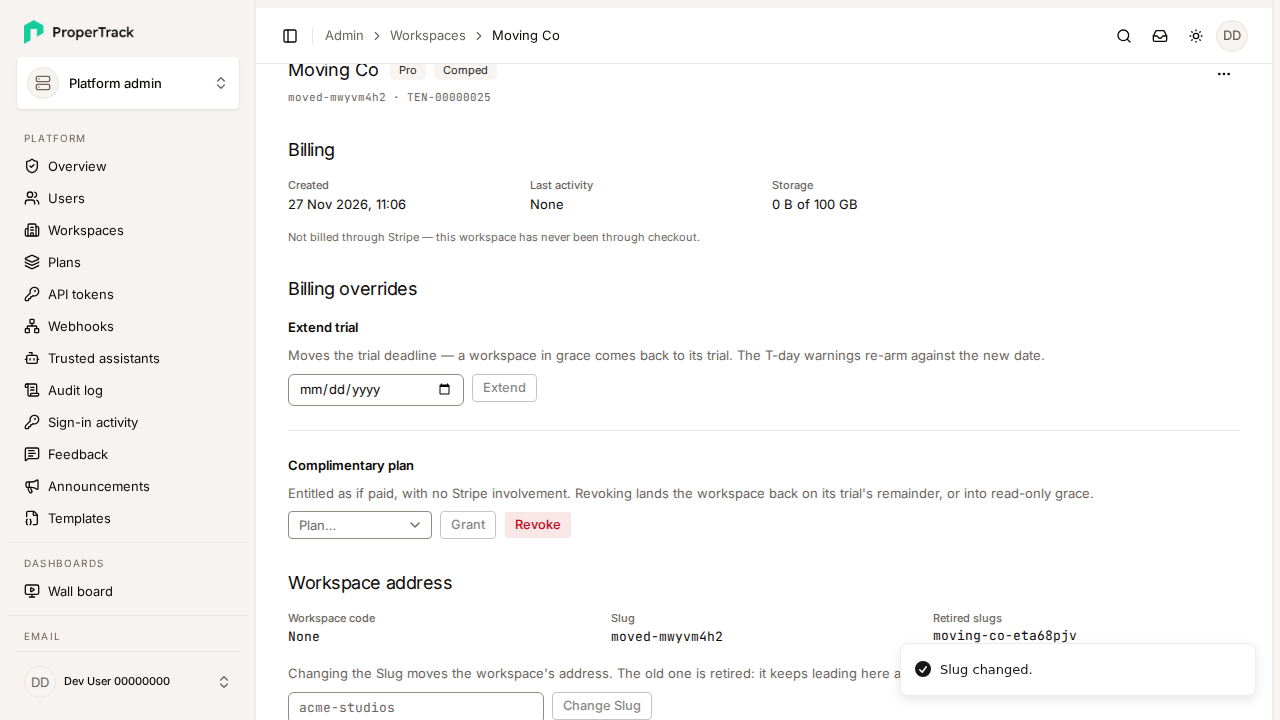 ProperTrack
Platform admin
PLATFORM
Overview
Users
Workspaces
Plans
API tokens
Webhooks
Trusted assistants
Audit log
Sign-in activity
Feedback
Announcements
Templates
DASHBOARDS
Wall board
EMAIL
DD
Dev User 00000000
Admin
Workspaces
Moving Co
DD
Moving Co
Pro
Comped
moved-mwyvm4h2 · TEN-00000025
Billing
Created
Last activity
Storage
27 Nov 2026, 11:06
None
0 B of 100 GB
Not billed through Stripe — this workspace has never been through checkout.
Billing overrides
Extend trial
Moves the trial deadline — a workspace in grace comes back to its trial. The T-day warnings re-arm against the new date.
mm/dd/yyyy
Extend
Complimentary plan
Entitled as if paid, with no Stripe involvement. Revoking lands the workspace back on its trial's remainder, or into read-only grace.
Plan...
Grant
Revoke
Workspace address
Workspace code
Slug
Retired slugs
None
moved-mwyvm4h2
moving-co-eta68pjv
Changing the Slug moves the workspace's address. The old one is retired: it keeps leading here a
Slug changed.
acme-studios
Change Slug